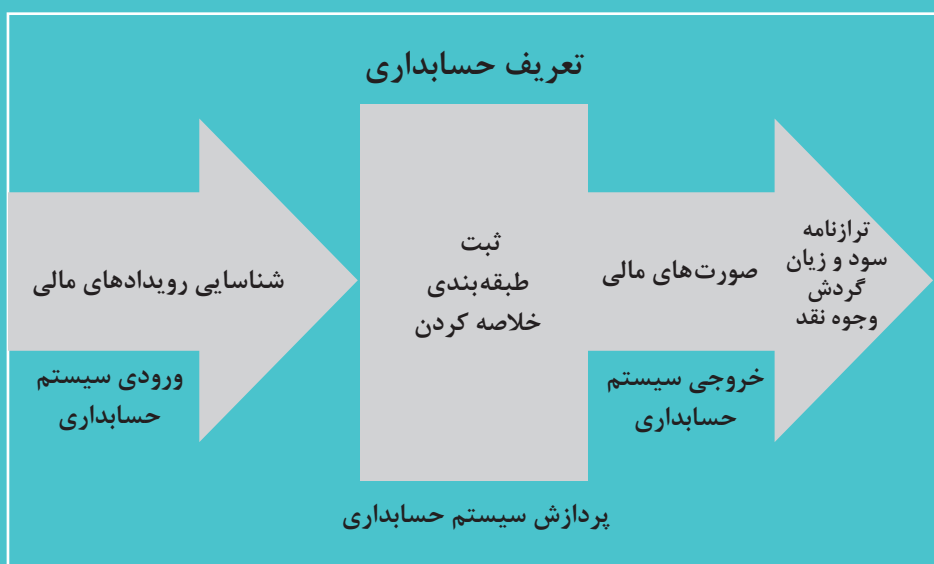 تعریف حسابداری
شناسایی رویدادهای مالی
ورودی سیستم
حسابداری
ثبت
طبقه‌بندی
خلاصه کردن
پردازش سیستم حسابداری
صورت‌های مالی
خروجی سیستم
حسابداری
ترازنامه
سود و زیان
گردش
وجوه نقد